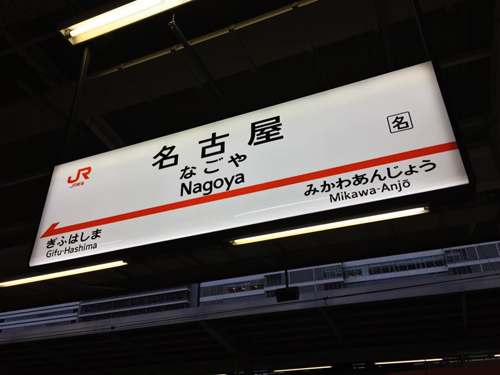 JR
名古屋
なごや
Nagoya
名
みかわあんじょう
Mikawa-Anjō
ぎふはしま
Gifu-Hashima